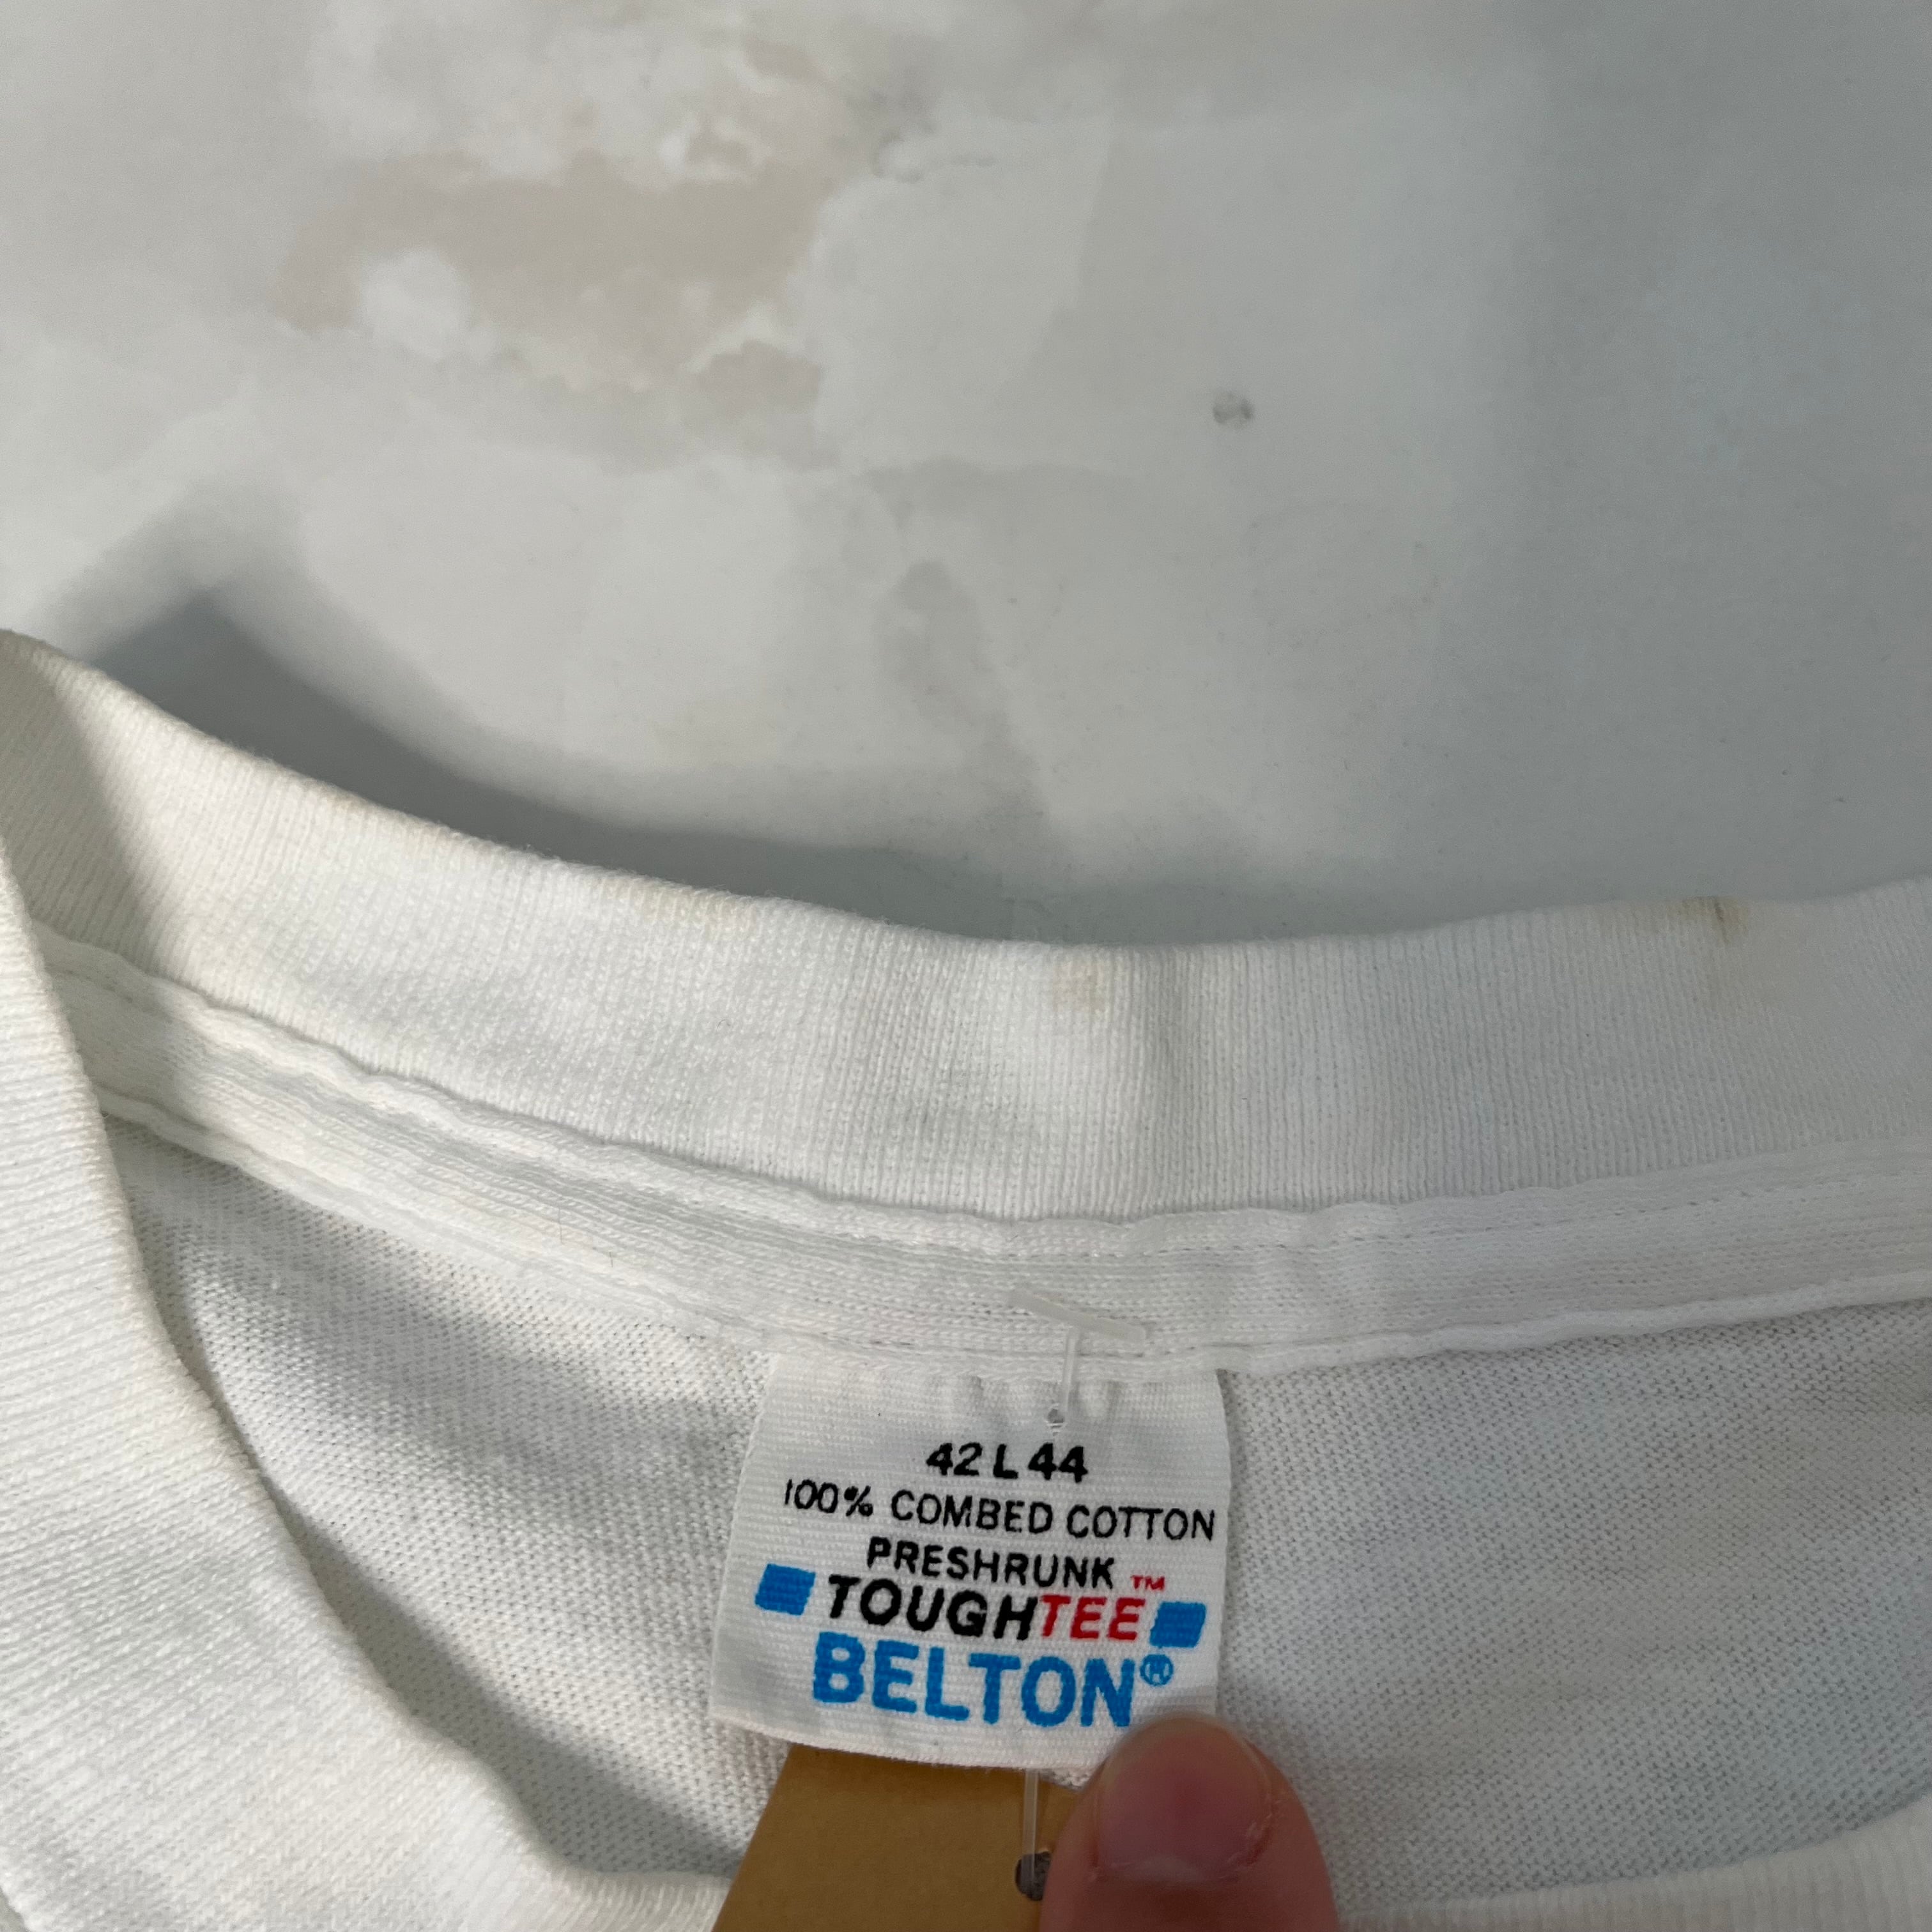 42 L 44
100% COMBED COTTON
PRESHRUNK
TOUGHTEE™
BELTON®